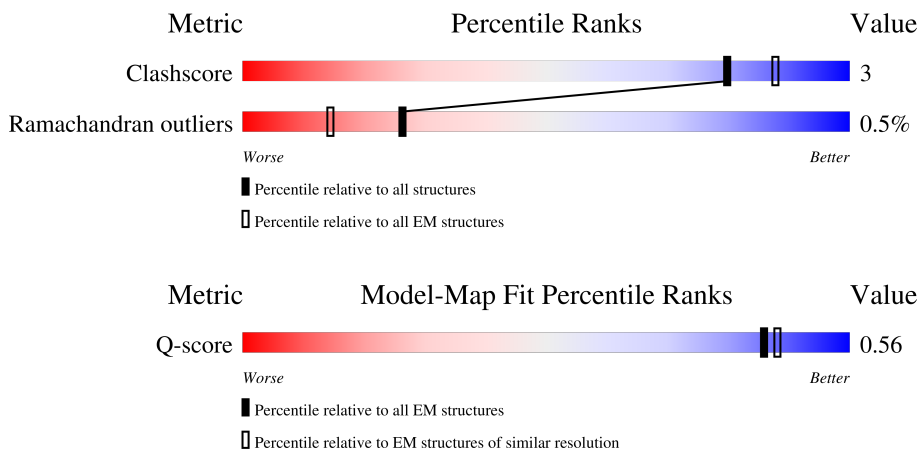 Metric Percentile Ranks Value
Clashscore 3
Ramachandran outliers 0.5%
Worse Better
Percentile relative to all structures
Percentile relative to all EM structures
Metric Model-Map Fit Percentile Ranks Value
Q-score 0.56
Worse Better
Percentile relative to all EM structures
Percentile relative to EM structures of similar resolution